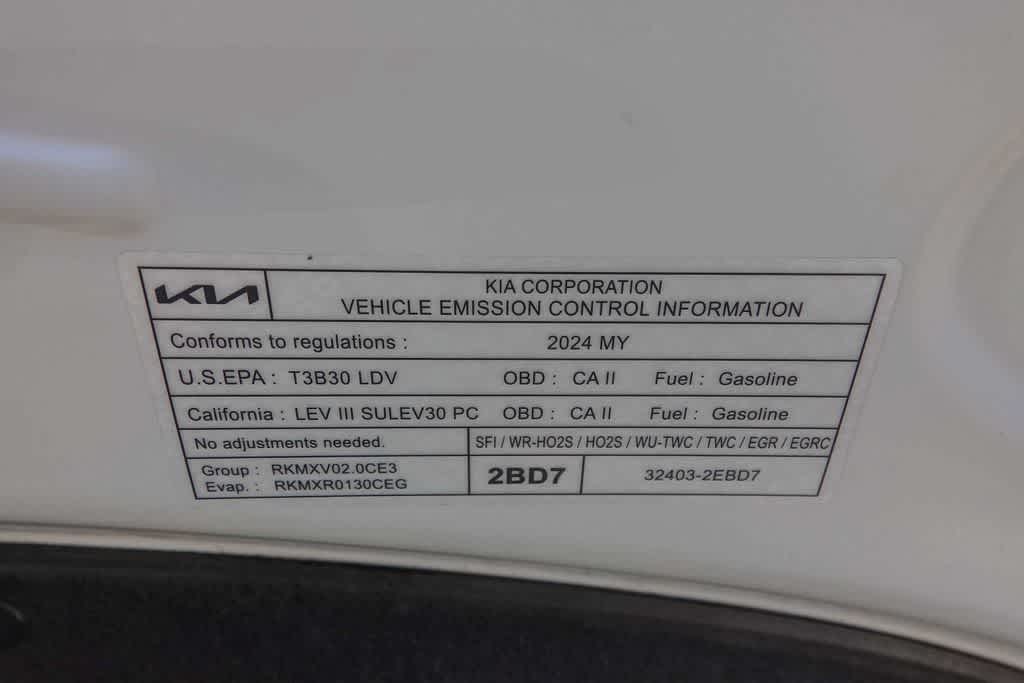 KIA
KIA CORPORATION
VEHICLE EMISSION CONTROL INFORMATION
Conforms to regulations : 2024 MY
U.S.EPA : T3B30 LDV OBD : CA II Fuel : Gasoline
California : LEV III SULEV30 PC OBD : CA II Fuel : Gasoline
No adjustments needed. SFI / WR-HO2S / HO2S / WU-TWC / TWC / EGR / EGRC
Group : RKMXV02.0CE3
Evap. : RKMXR0130CEG
2BD7 32403-2EBD7